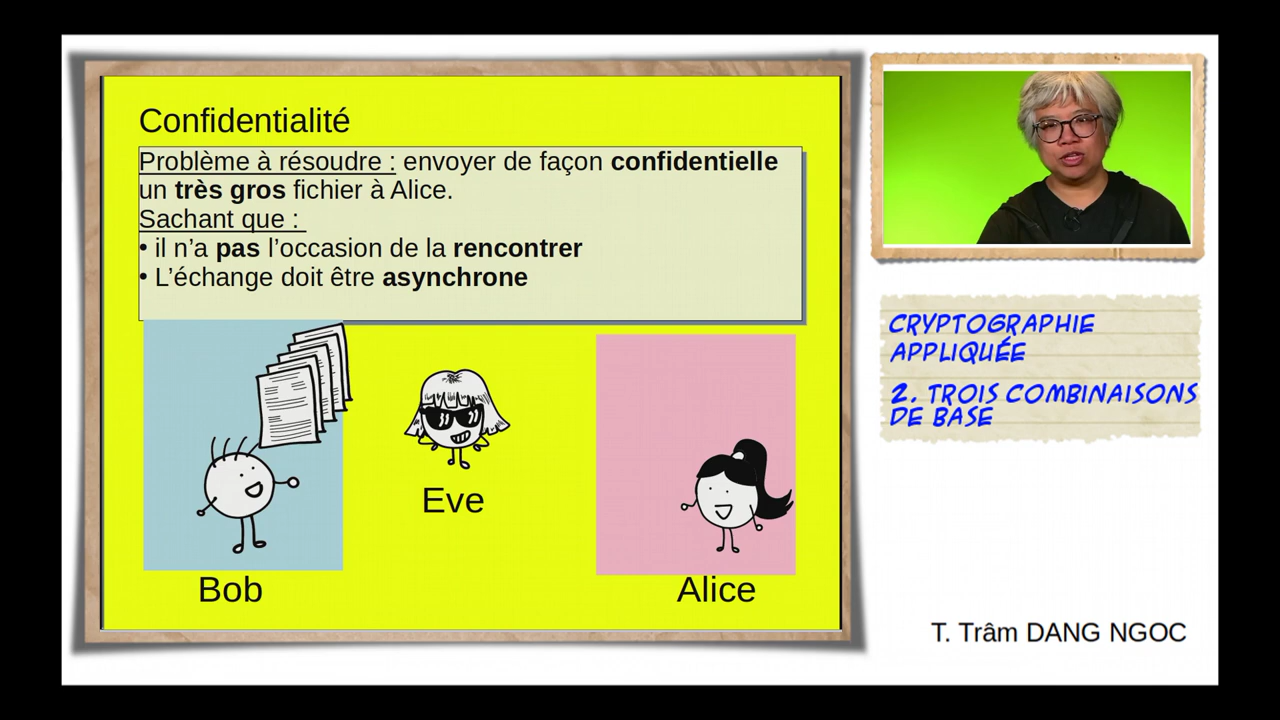 Confidentialité
Problème à résoudre : envoyer de façon confidentielle
un très gros fichier à Alice.
Sachant que :
• il n’a pas l’occasion de la rencontrer
• L’échange doit être asynchrone
Eve
Bob
Alice
CRYPTOGRAPHIE
APPLIQUÉE
2. TROIS COMBINAISONS
DE BASE
T. Trâm DANG NGOC